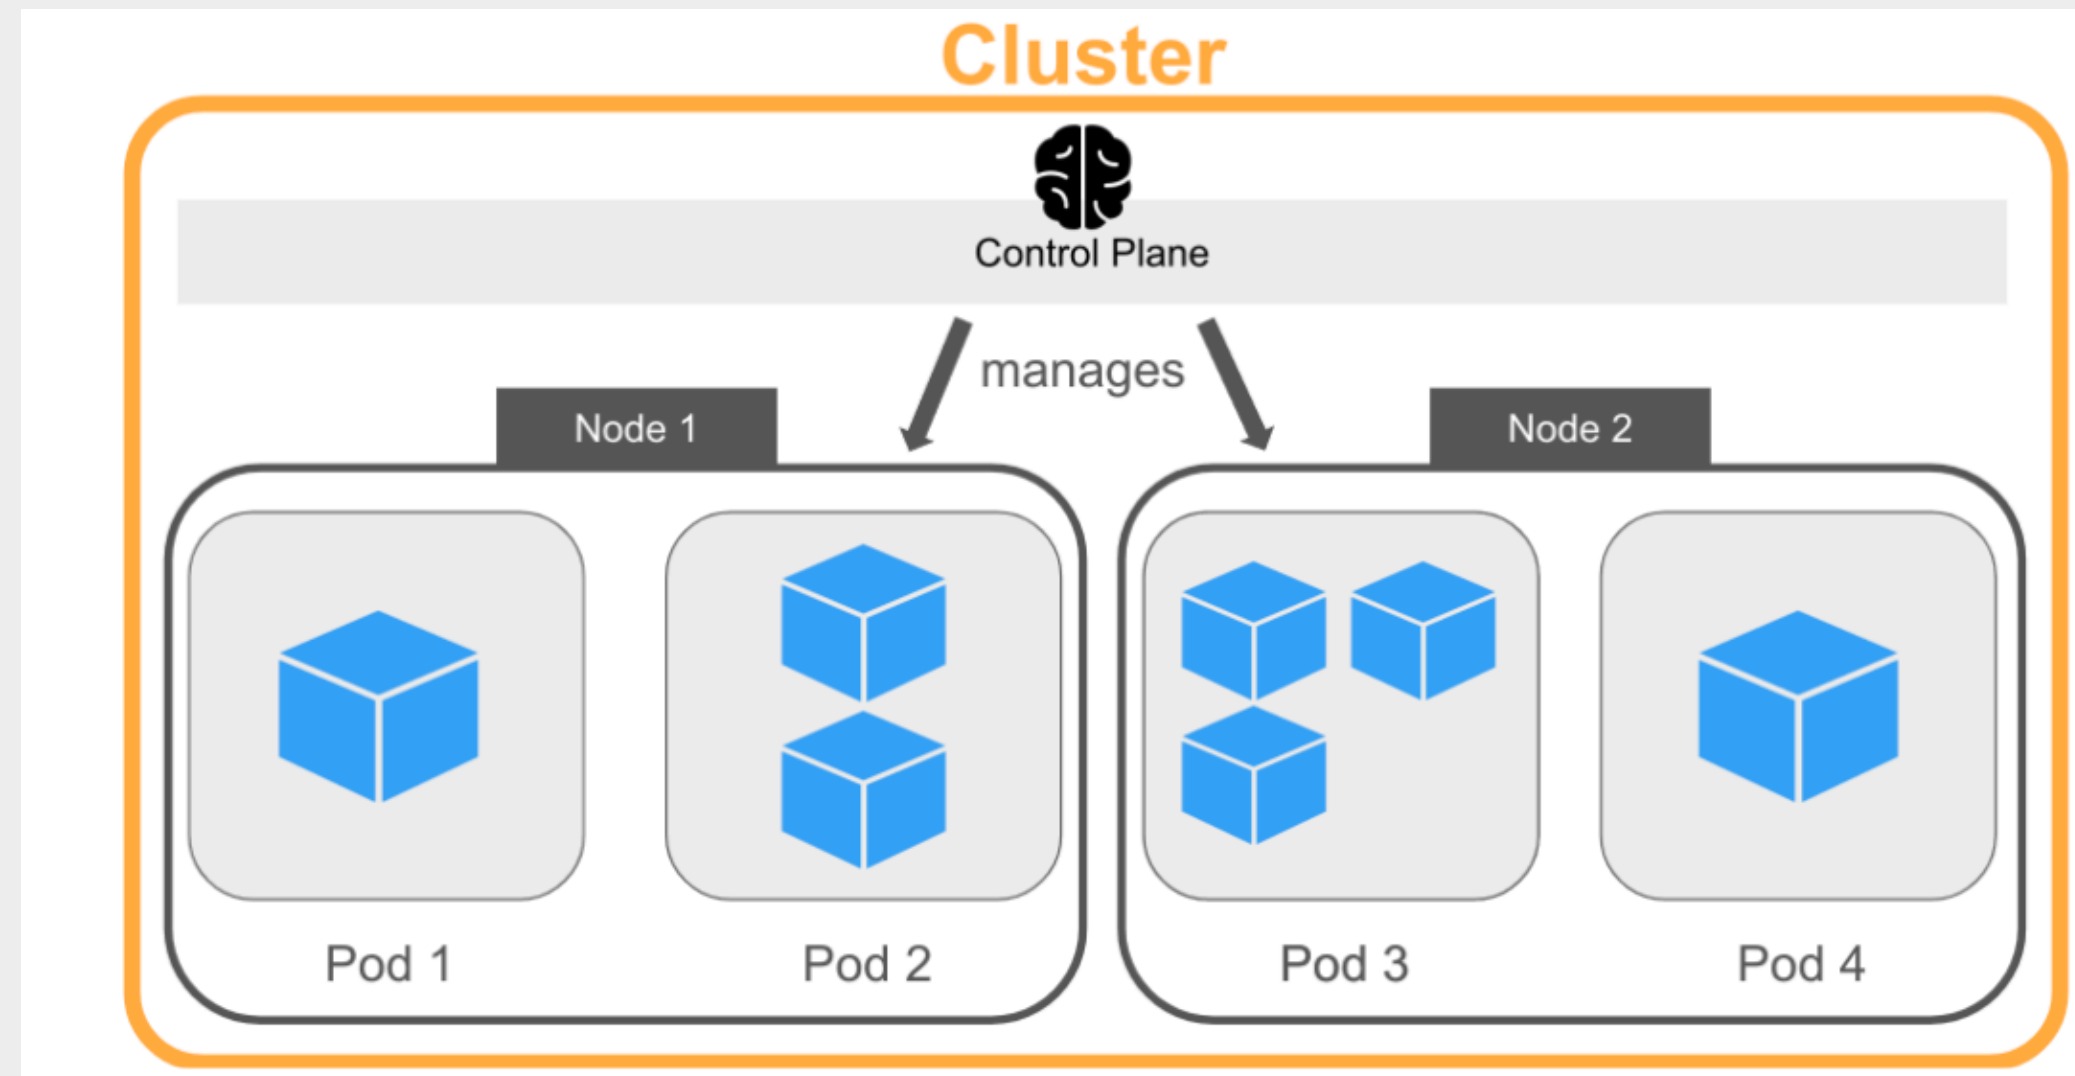 Cluster
Control Plane
manages
Node 1
Node 2
Pod 1
Pod 2
Pod 3
Pod 4